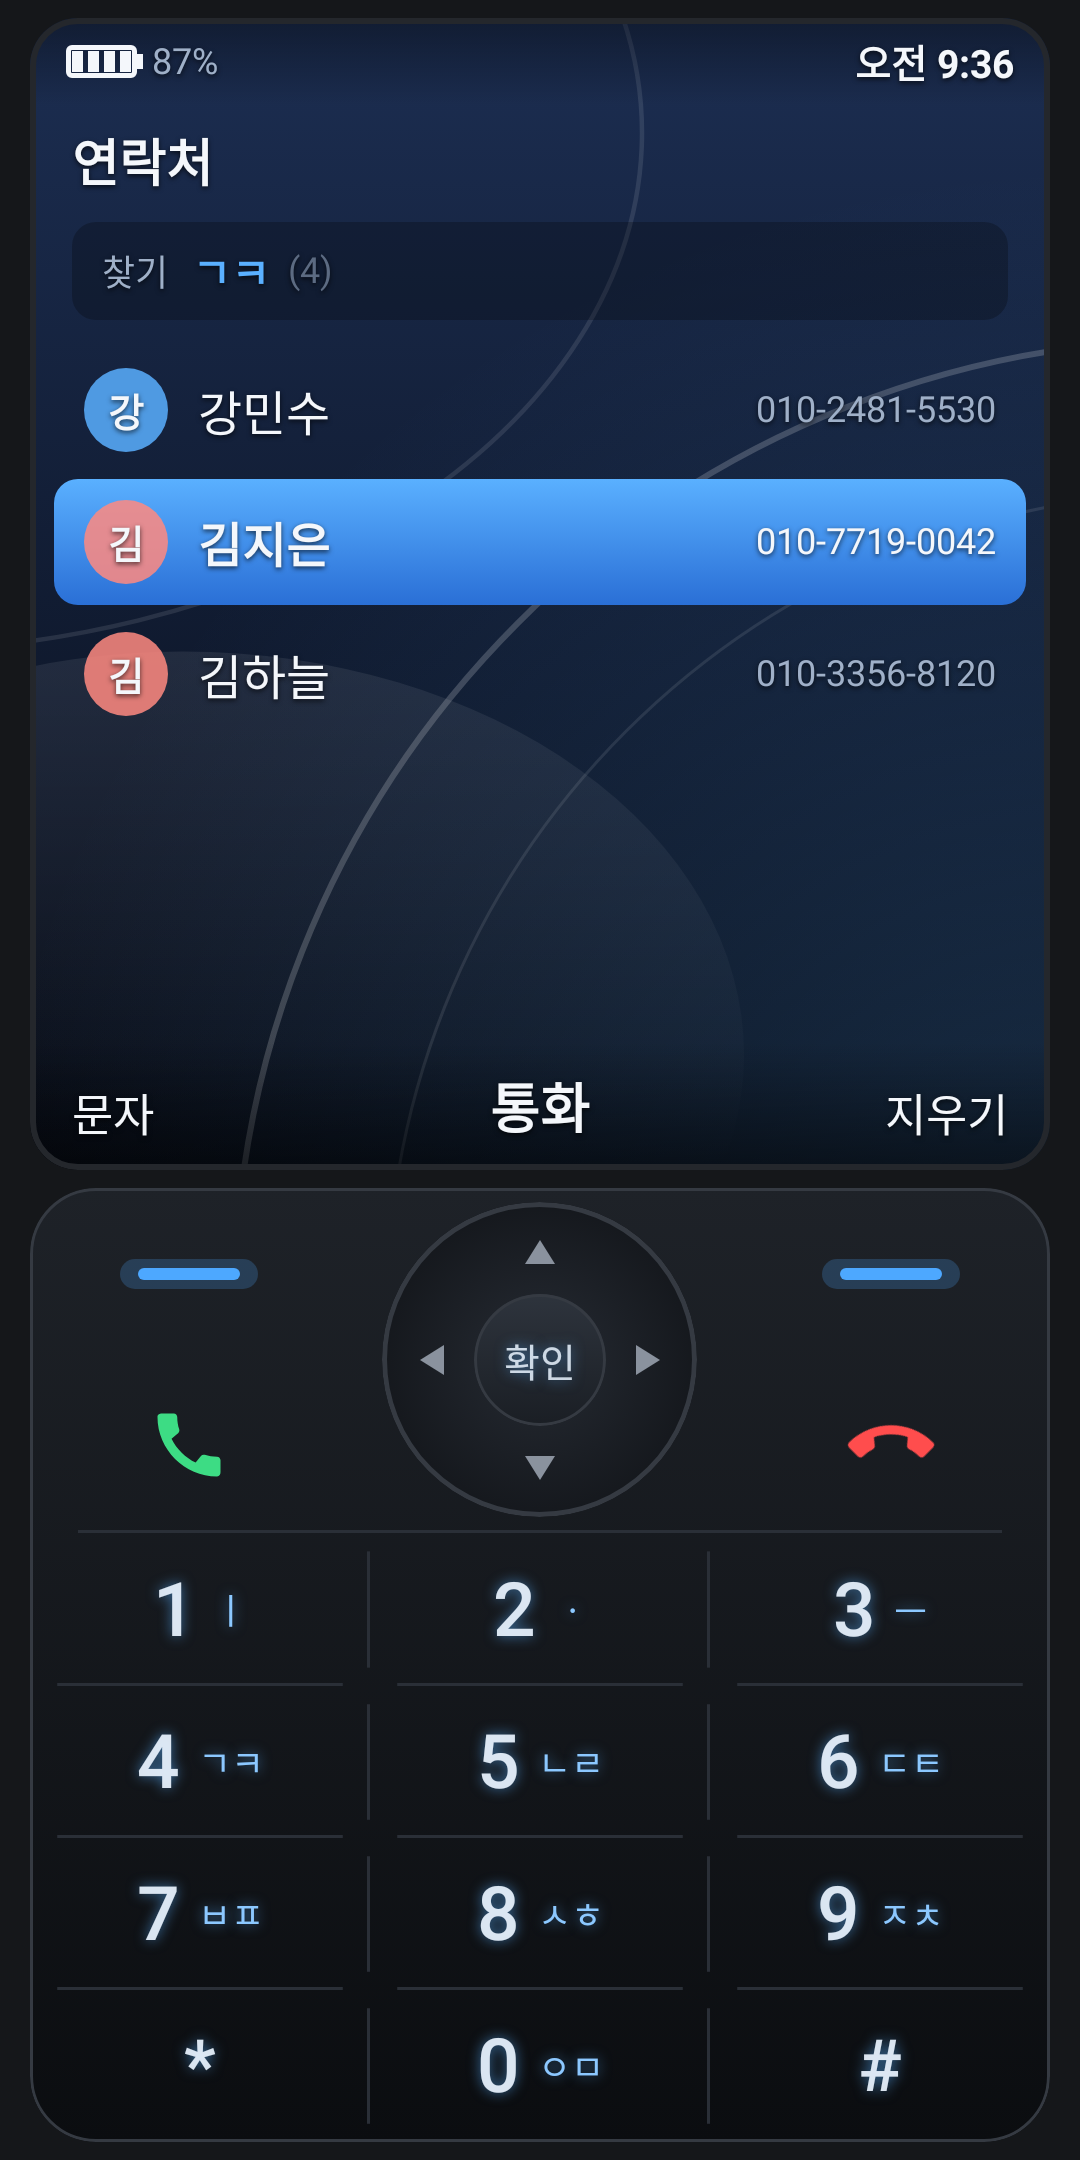 87% 오전 9:36
연락처
찾기 ㄱㅋ (4)
강 강민수 010-2481-5530
김 김지은 010-7719-0042
김 김하늘 010-3356-8120
문자 통화 지우기
확인
1 ㅣ 2 · 3 ㅡ
4 ㄱㅋ 5 ㄴㄹ 6 ㄷㅌ
7 ㅂㅍ 8 ㅅㅎ 9 ㅈㅊ
* 0 ㅇㅁ #